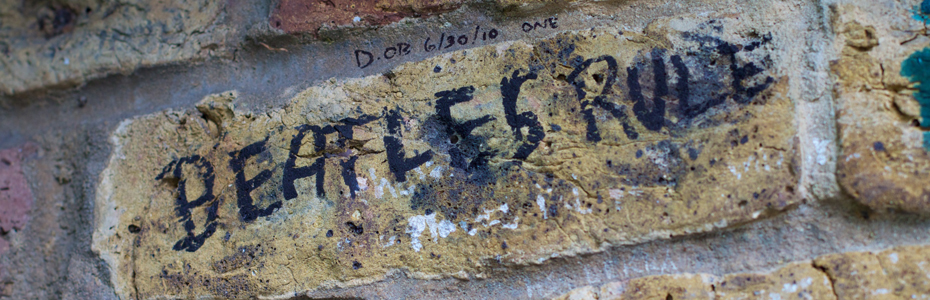 D.OB 6/30/10 ONE
BEATLES RULE